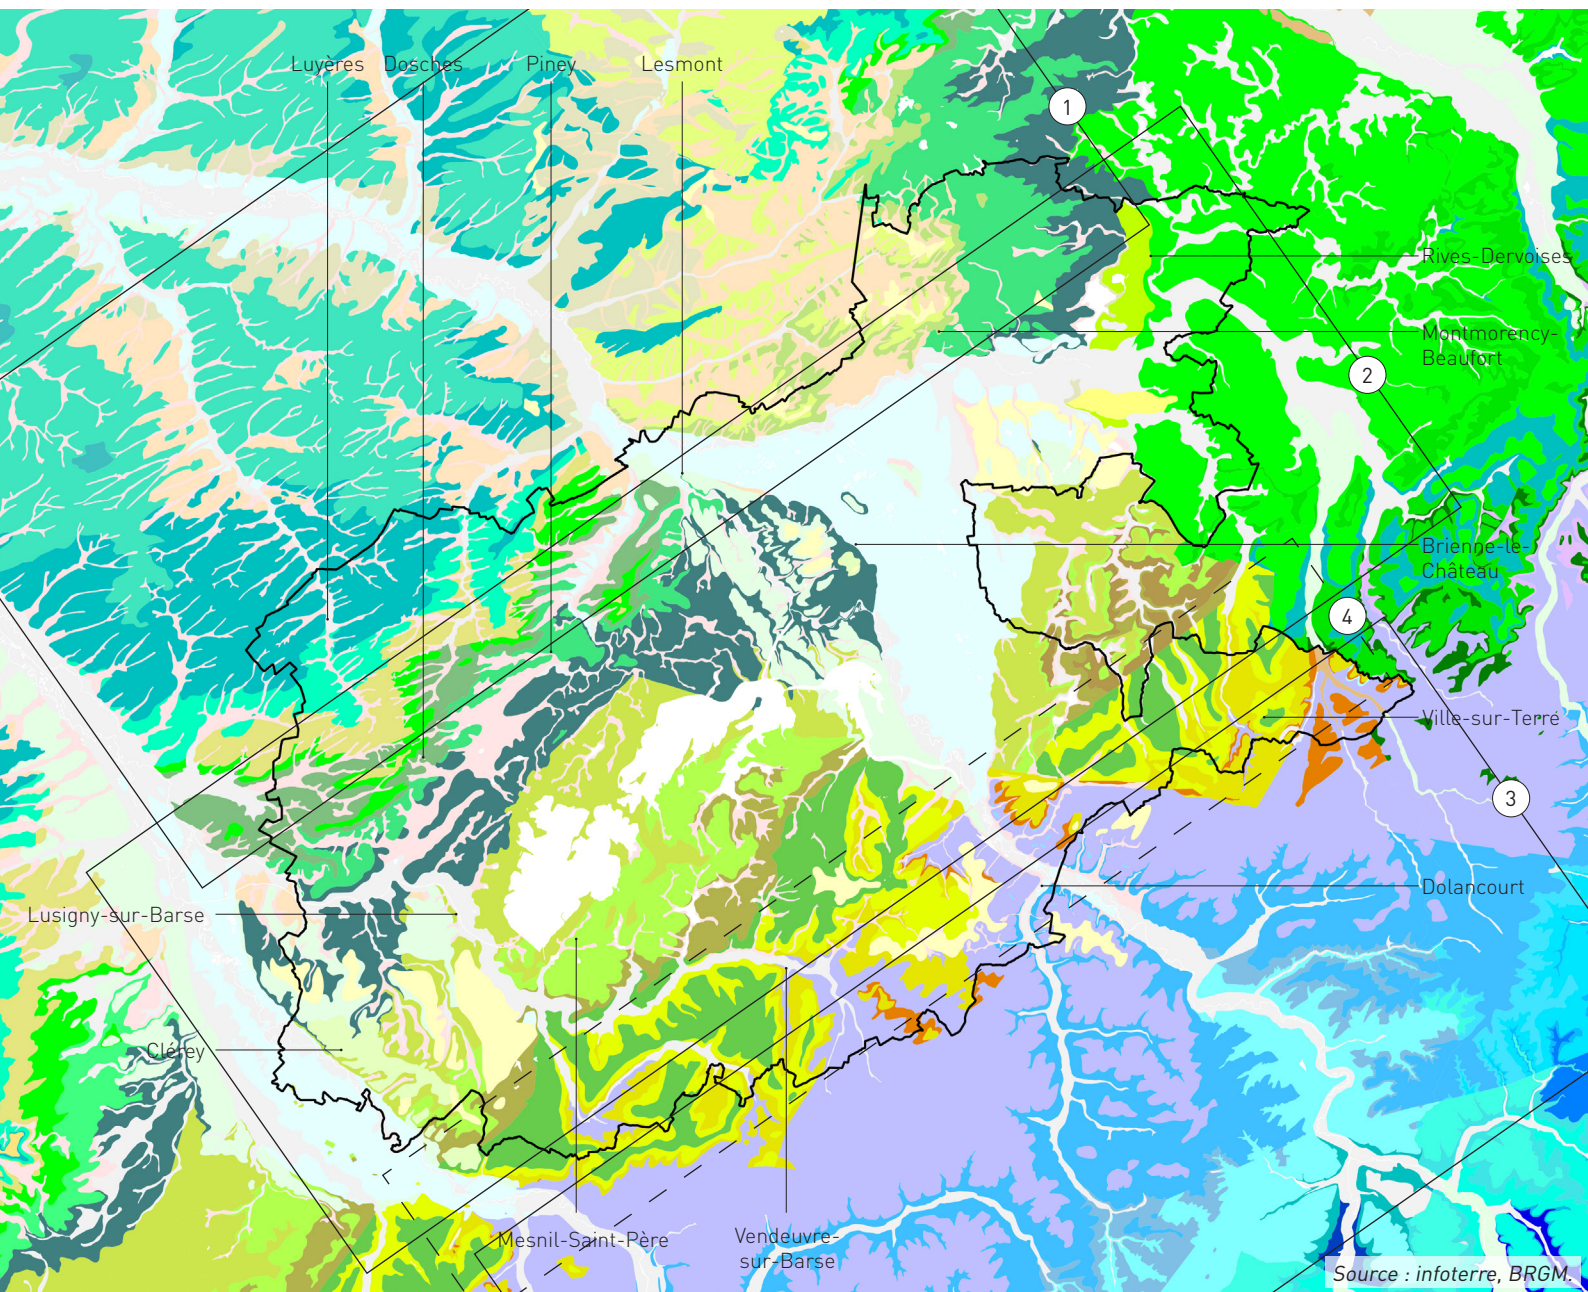 Luyères
Dosches
Piney
Lesmont
1
Rives-Dervoises
Montmorency-
Beaufort
2
Brienne-le-
Château
4
Ville-sur-Terre
3
Dolancourt
Lusigny-sur-Barse
Clérey
Mesnil-Saint-Père
Vendeuvre-
sur-Barse
Source : infoterre, BRGM.